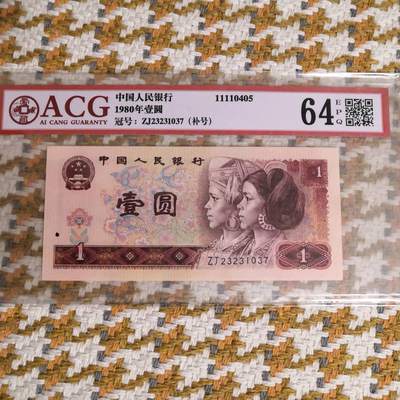 ACG
AI CANG GUARANTY
中国人民银行
1980年壹圆
11110405
冠号：ZJ23231037（补号）
64
EPQ
中国人民银行
1
壹圆
1
ZJ23231037
1